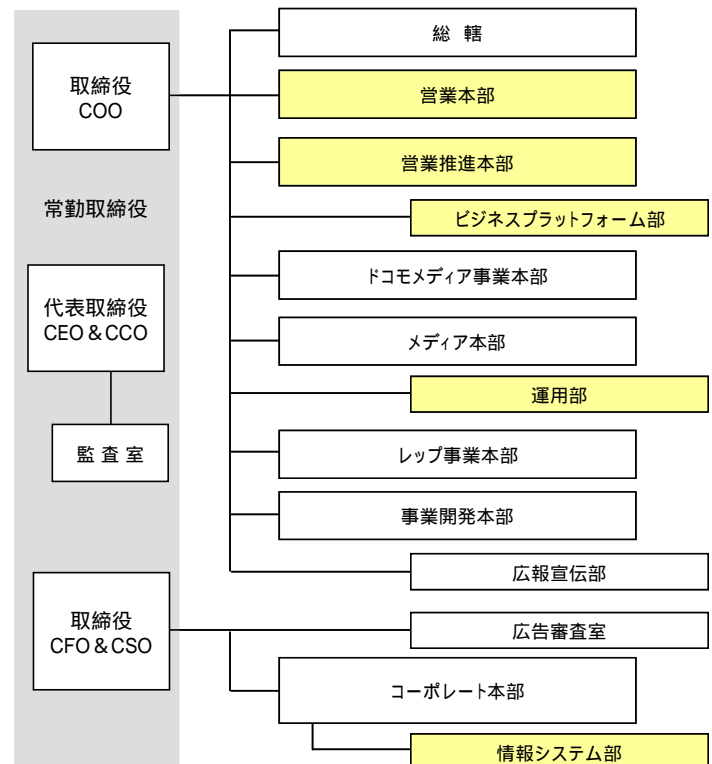 総 轄
取締役
COO
営業本部
営業推進本部
常勤取締役
ビジネスプラットフォーム部
ドコモメディア事業本部
代表取締役
CEO＆CCO
メディア本部
運用部
監 査 室
レップ事業本部
事業開発本部
広報宣伝部
取締役
CFO＆CSO
広告審査室
コーポレート本部
情報システム部